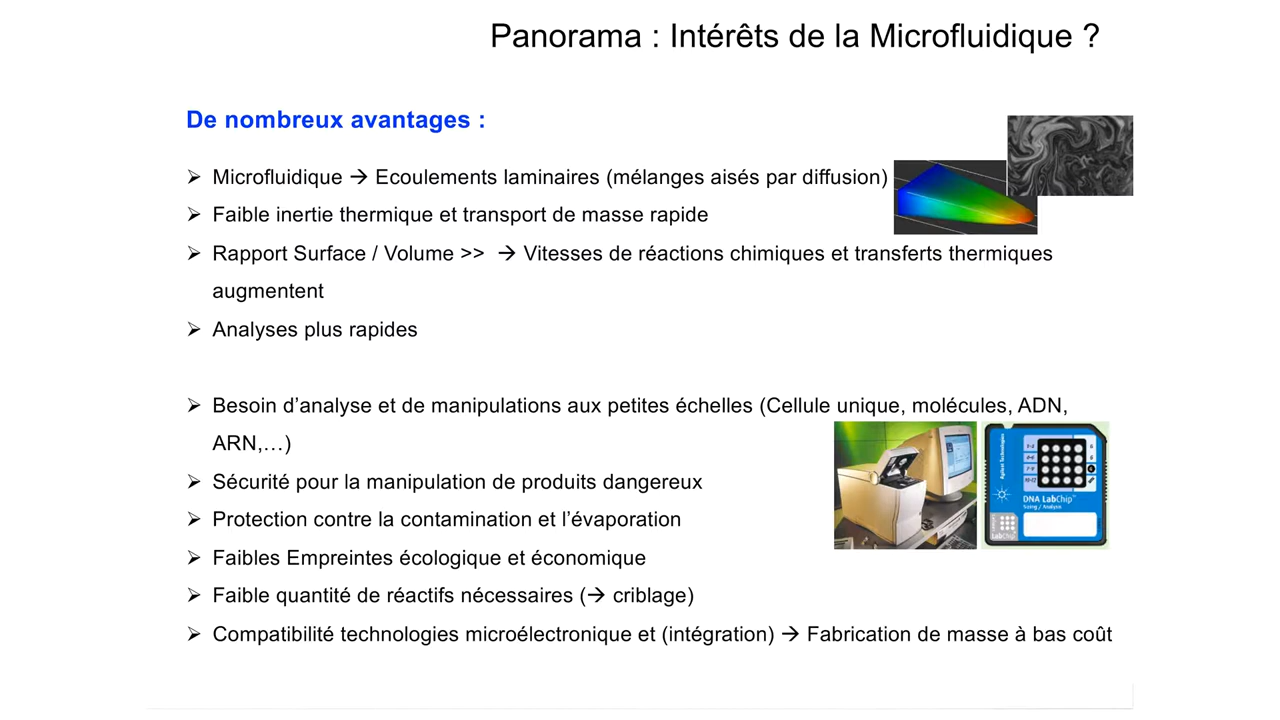 Panorama : Intérêts de la Microfluidique ?
De nombreux avantages :
➢ Microfluidique → Ecoulements laminaires (mélanges aisés par diffusion)
➢ Faible inertie thermique et transport de masse rapide
➢ Rapport Surface / Volume >> → Vitesses de réactions chimiques et transferts thermiques
augmentent
➢ Analyses plus rapides
➢ Besoin d’analyse et de manipulations aux petites échelles (Cellule unique, molécules, ADN,
ARN,…)
➢ Sécurité pour la manipulation de produits dangereux
➢ Protection contre la contamination et l’évaporation
➢ Faibles Empreintes écologique et économique
➢ Faible quantité de réactifs nécessaires (→ criblage)
➢ Compatibilité technologies microélectronique et (intégration) → Fabrication de masse à bas coût
Agilent Technologies
DNA LabChip™
Sizing / Analysis
LabChip